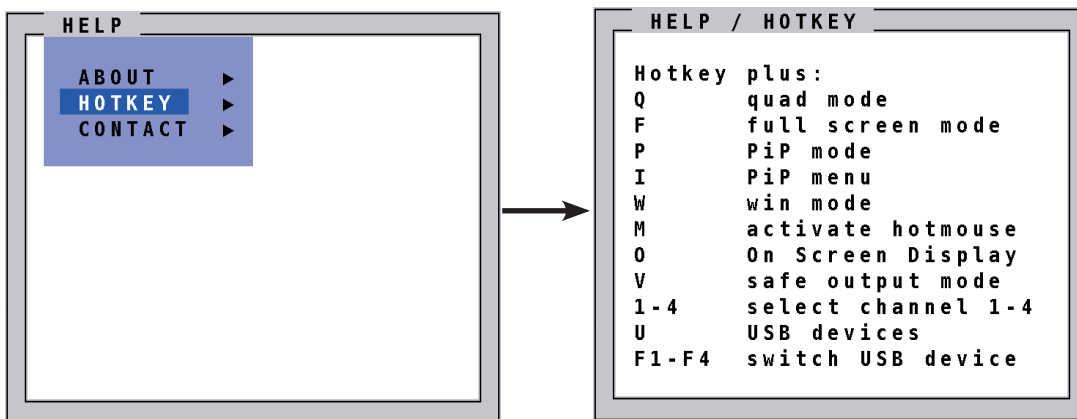 HELP
ABOUT ►
HOTKEY ►
CONTACT ►
HELP / HOTKEY
Hotkey plus:
Q quad mode
F full screen mode
P PiP mode
I PiP menu
W win mode
M activate hotmouse
O On Screen Display
V safe output mode
1-4 select channel 1-4
U USB devices
F1-F4 switch USB device